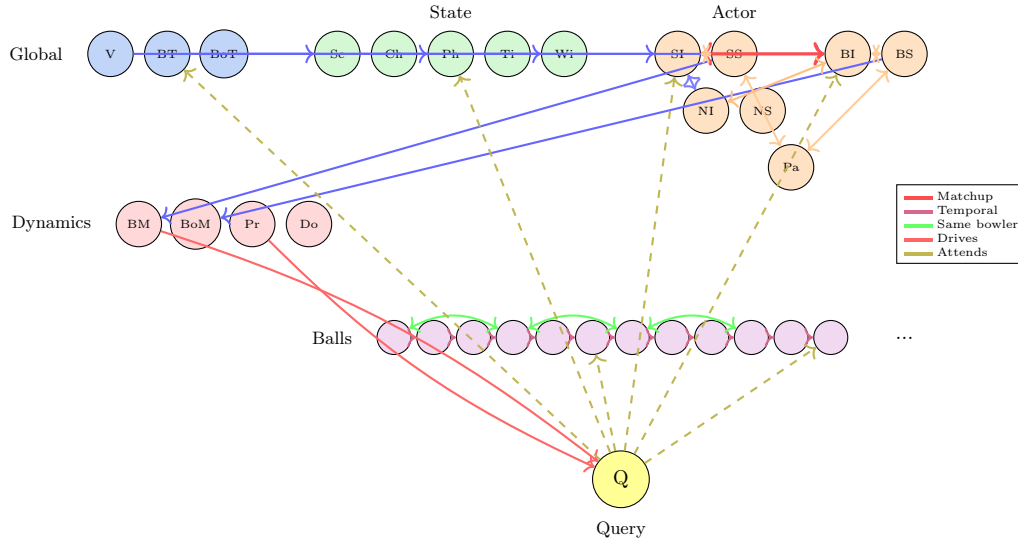 State Actor
Global V BT BoT Sc Ch Ph Ti Wi SI SS BI BS
NI NS
Pa
Dynamics BM BoM Pr Do
Matchup
Temporal
Same bowler
Drives
Attends
Balls ...
Q
Query